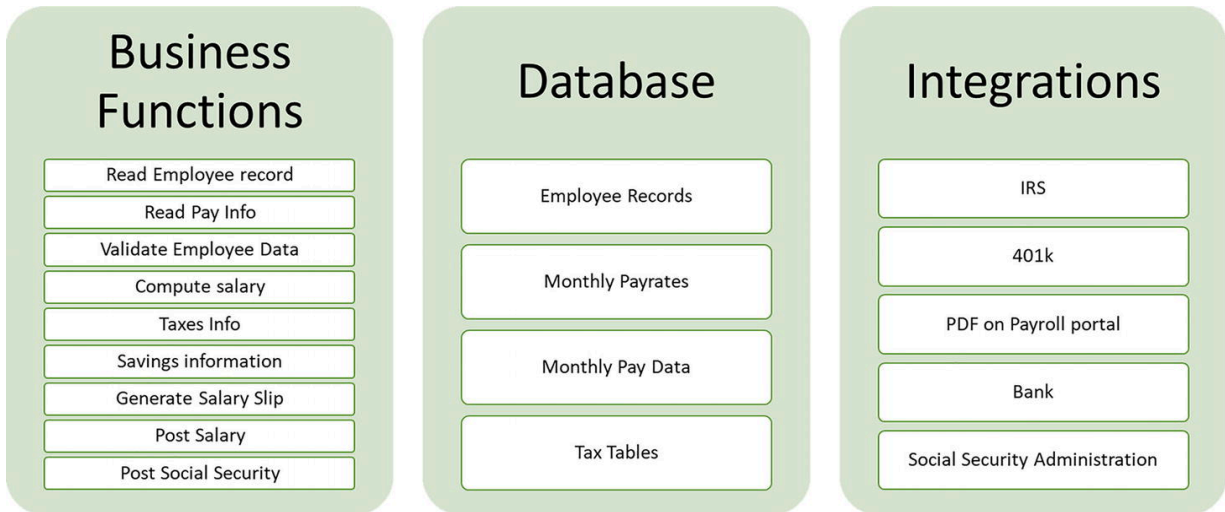 Business
Functions
Read Employee record
Read Pay Info
Validate Employee Data
Compute salary
Taxes Info
Savings information
Generate Salary Slip
Post Salary
Post Social Security
Database
Employee Records
Monthly Payrates
Monthly Pay Data
Tax Tables
Integrations
IRS
401k
PDF on Payroll portal
Bank
Social Security Administration